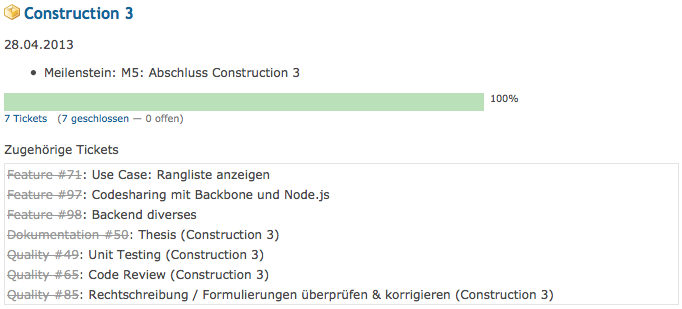 Construction 3
28.04.2013
• Meilenstein: M5: Abschluss Construction 3
100%
7 Tickets (7 geschlossen — 0 offen)
Zugehörige Tickets
Feature #71: Use Case: Rangliste anzeigen
Feature #97: Codesharing mit Backbone und Node.js
Feature #98: Backend diverses
Dokumentation #50: Thesis (Construction 3)
Quality #49: Unit Testing (Construction 3)
Quality #65: Code Review (Construction 3)
Quality #85: Rechtschreibung / Formulierungen überprüfen & korrigieren (Construction 3)